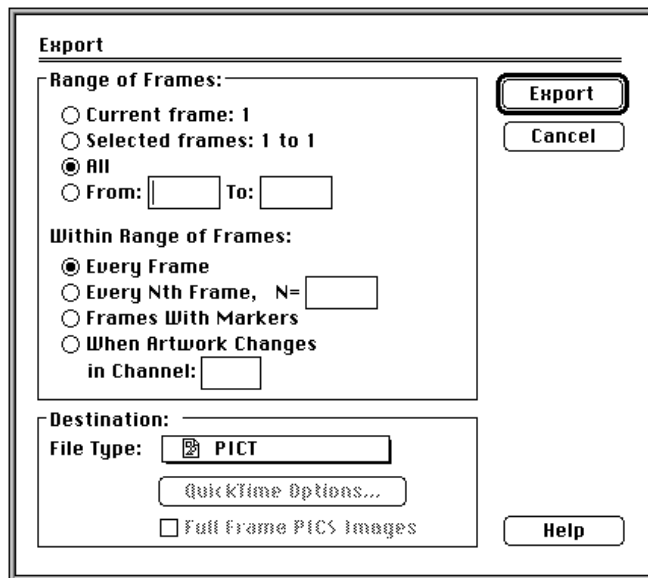 Export
Range of Frames:
Current frame: 1
Selected frames: 1 to 1
All
From: To:
Within Range of Frames:
Every Frame
Every Nth Frame, N=
Frames With Markers
When Artwork Changes
in Channel:
Destination:
File Type: PICT
QuickTime Options...
Full Frame PICS Images
Export
Cancel
Help